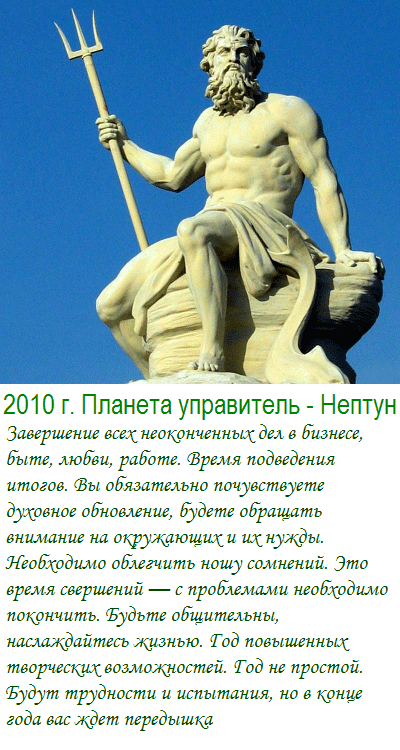 2010 г. Планета управитель - Нептун
Завершение всех неоконченных дел в бизнесе,
быте, любви, работе. Время подведения
итогов. Вы обязательно почувствуете
духовное обновление, будете обращать
внимание на окружающих и их нужды.
Необходимо облегчить ношу сомнений. Это
время свершений — с проблемами необходимо
покончить. Будьте общительны,
наслаждайтесь жизнью. Год повышенных
творческих возможностей. Год не простой.
Будут трудности и испытания, но в конце
года вас ждет передышка